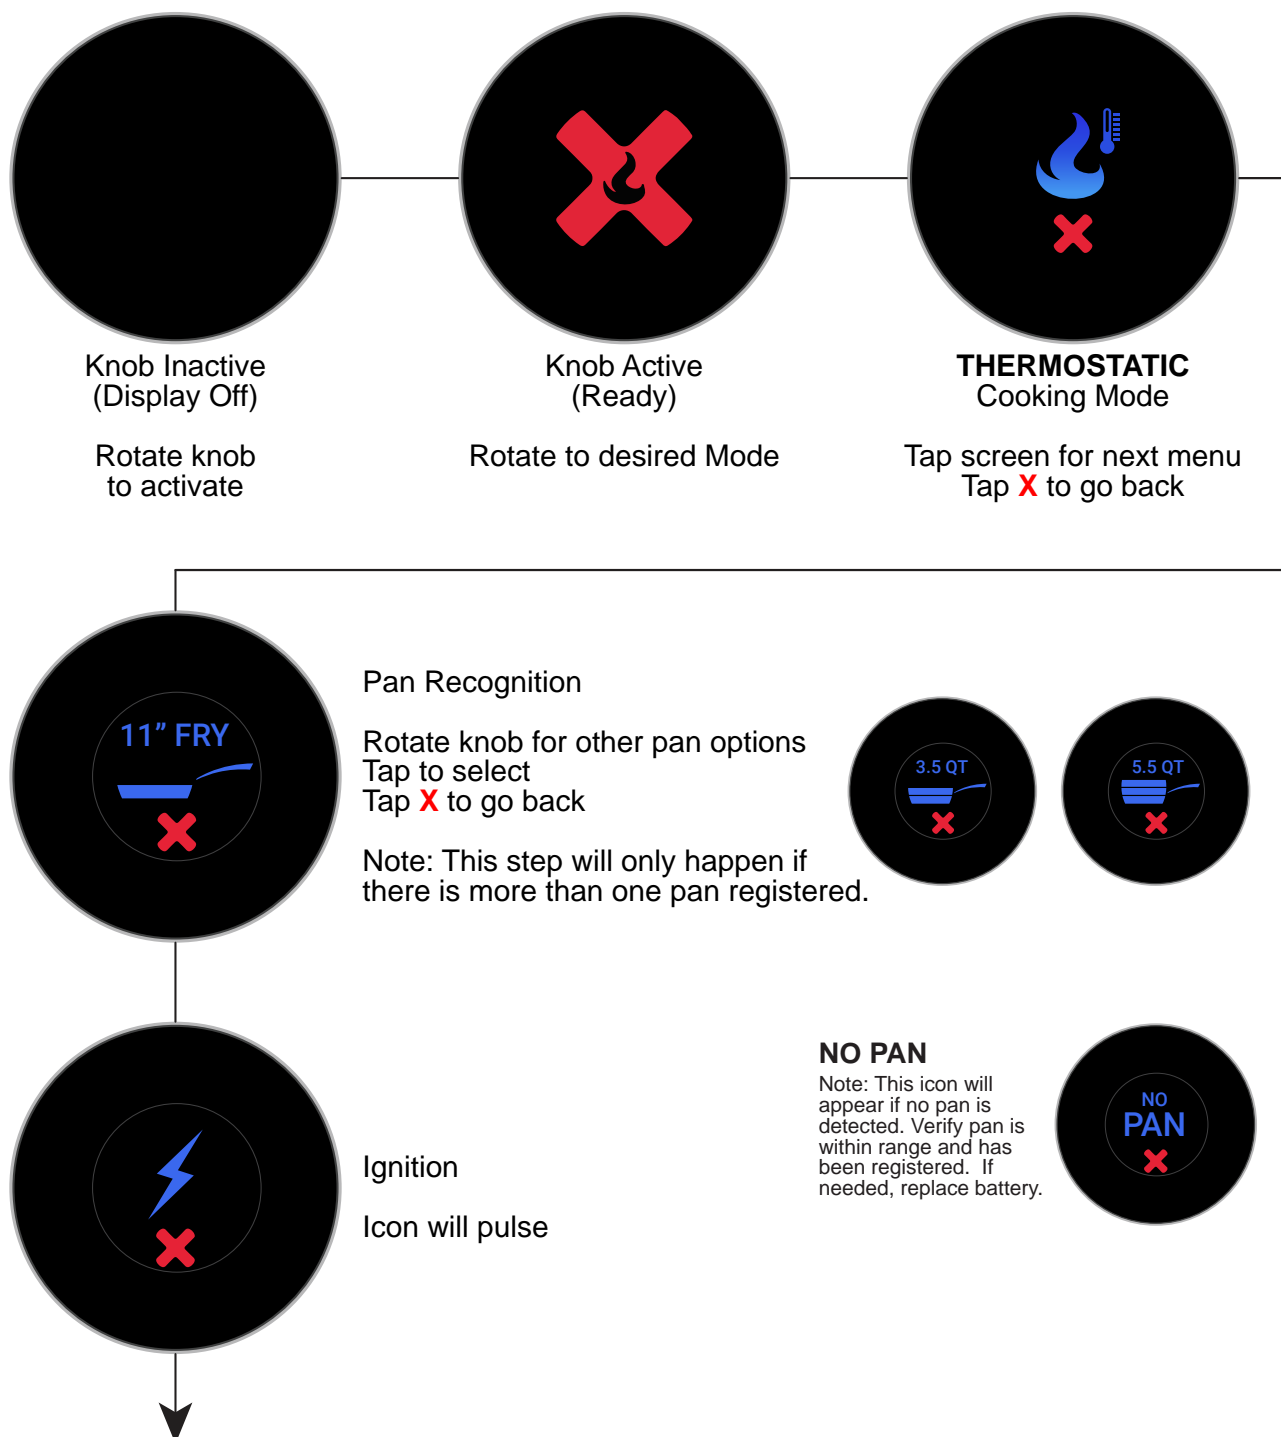 Knob Inactive
(Display Off)
Rotate knob
to activate
Knob Active
(Ready)
Rotate to desired Mode
THERMOSTATIC
Cooking Mode
Tap screen for next menu
Tap X to go back
11” FRY
Pan Recognition
Rotate knob for other pan options
Tap to select
Tap X to go back
Note: This step will only happen if
there is more than one pan registered.
3.5 QT
5.5 QT
Ignition
Icon will pulse
NO PAN
Note: This icon will
appear if no pan is
detected. Verify pan is
within range and has
been registered.  If
needed, replace battery.
NO
PAN